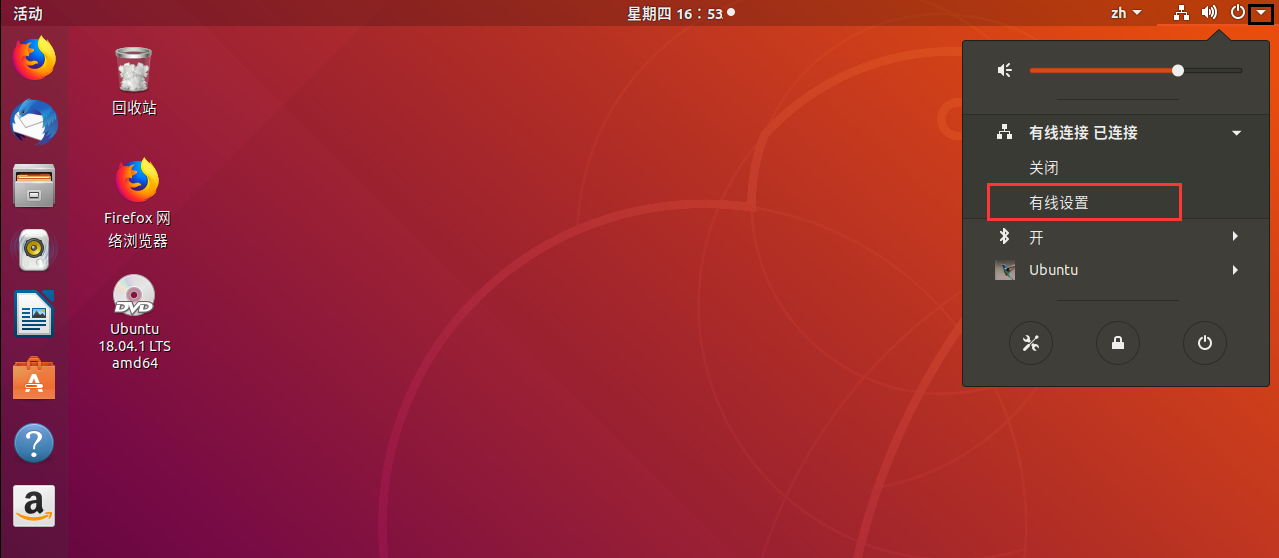 活动
星期四 16：53
zh
回收站
Firefox 网
络浏览器
DVD
Ubuntu
18.04.1 LTS
amd64
有线连接 已连接
关闭
有线设置
开
Ubuntu
A
?
a